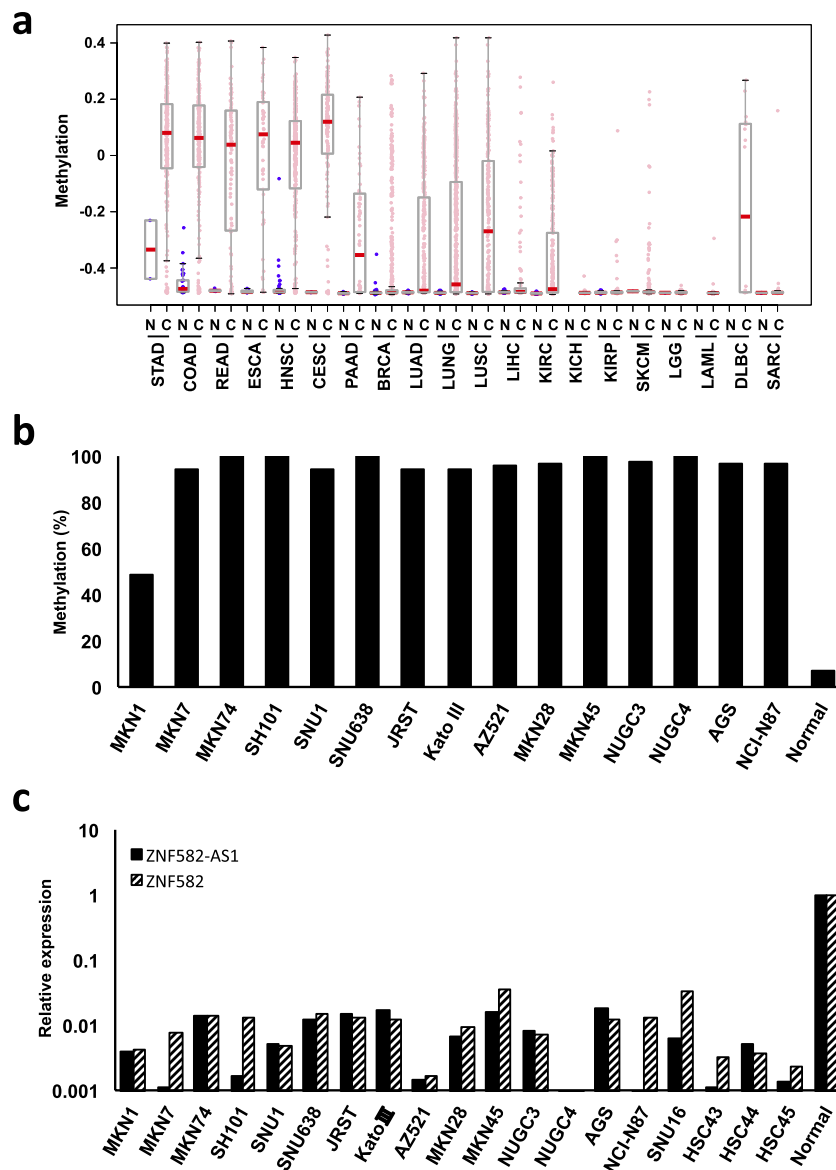 a
Methylation
0.4
0.2
0
-0.2
-0.4
N C N C N C N C N C N C N C N C N C N C N C N C N C N C N C N C N C N C N C N C
STAD
COAD
READ
ESCA
HNSC
CESC
PAAD
BRCA
LUAD
LUNG
LUSC
LIHC
KIRC
KICH
KIRP
SKCM
LGG
LAML
DLBC
SARC
b
Methylation (%)
100
80
60
40
20
0
MKN1
MKN7
MKN74
SH101
SNU1
SNU638
JRST
Kato III
AZ521
MKN28
MKN45
NUGC3
NUGC4
AGS
NCI-N87
Normal
c
Relative expression
10
1
0.1
0.01
0.001
ZNF582-AS1
ZNF582
MKN1
MKN7
MKN74
SH101
SNU1
SNU638
JRST
KatoⅢ
AZ521
MKN28
MKN45
NUGC3
NUGC4
AGS
NCI-N87
SNU16
HSC43
HSC44
HSC45
Normal